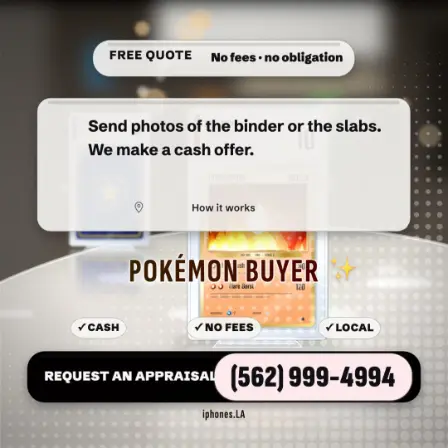 FREE QUOTE
No fees · no obligation
Send photos of the binder or the slabs.
We make a cash offer.
How it works
POKÉMON BUYER ✨
✓CASH
✓NO FEES
✓LOCAL
REQUEST AN APPRAISAL
(562) 999-4994
iphones.LA